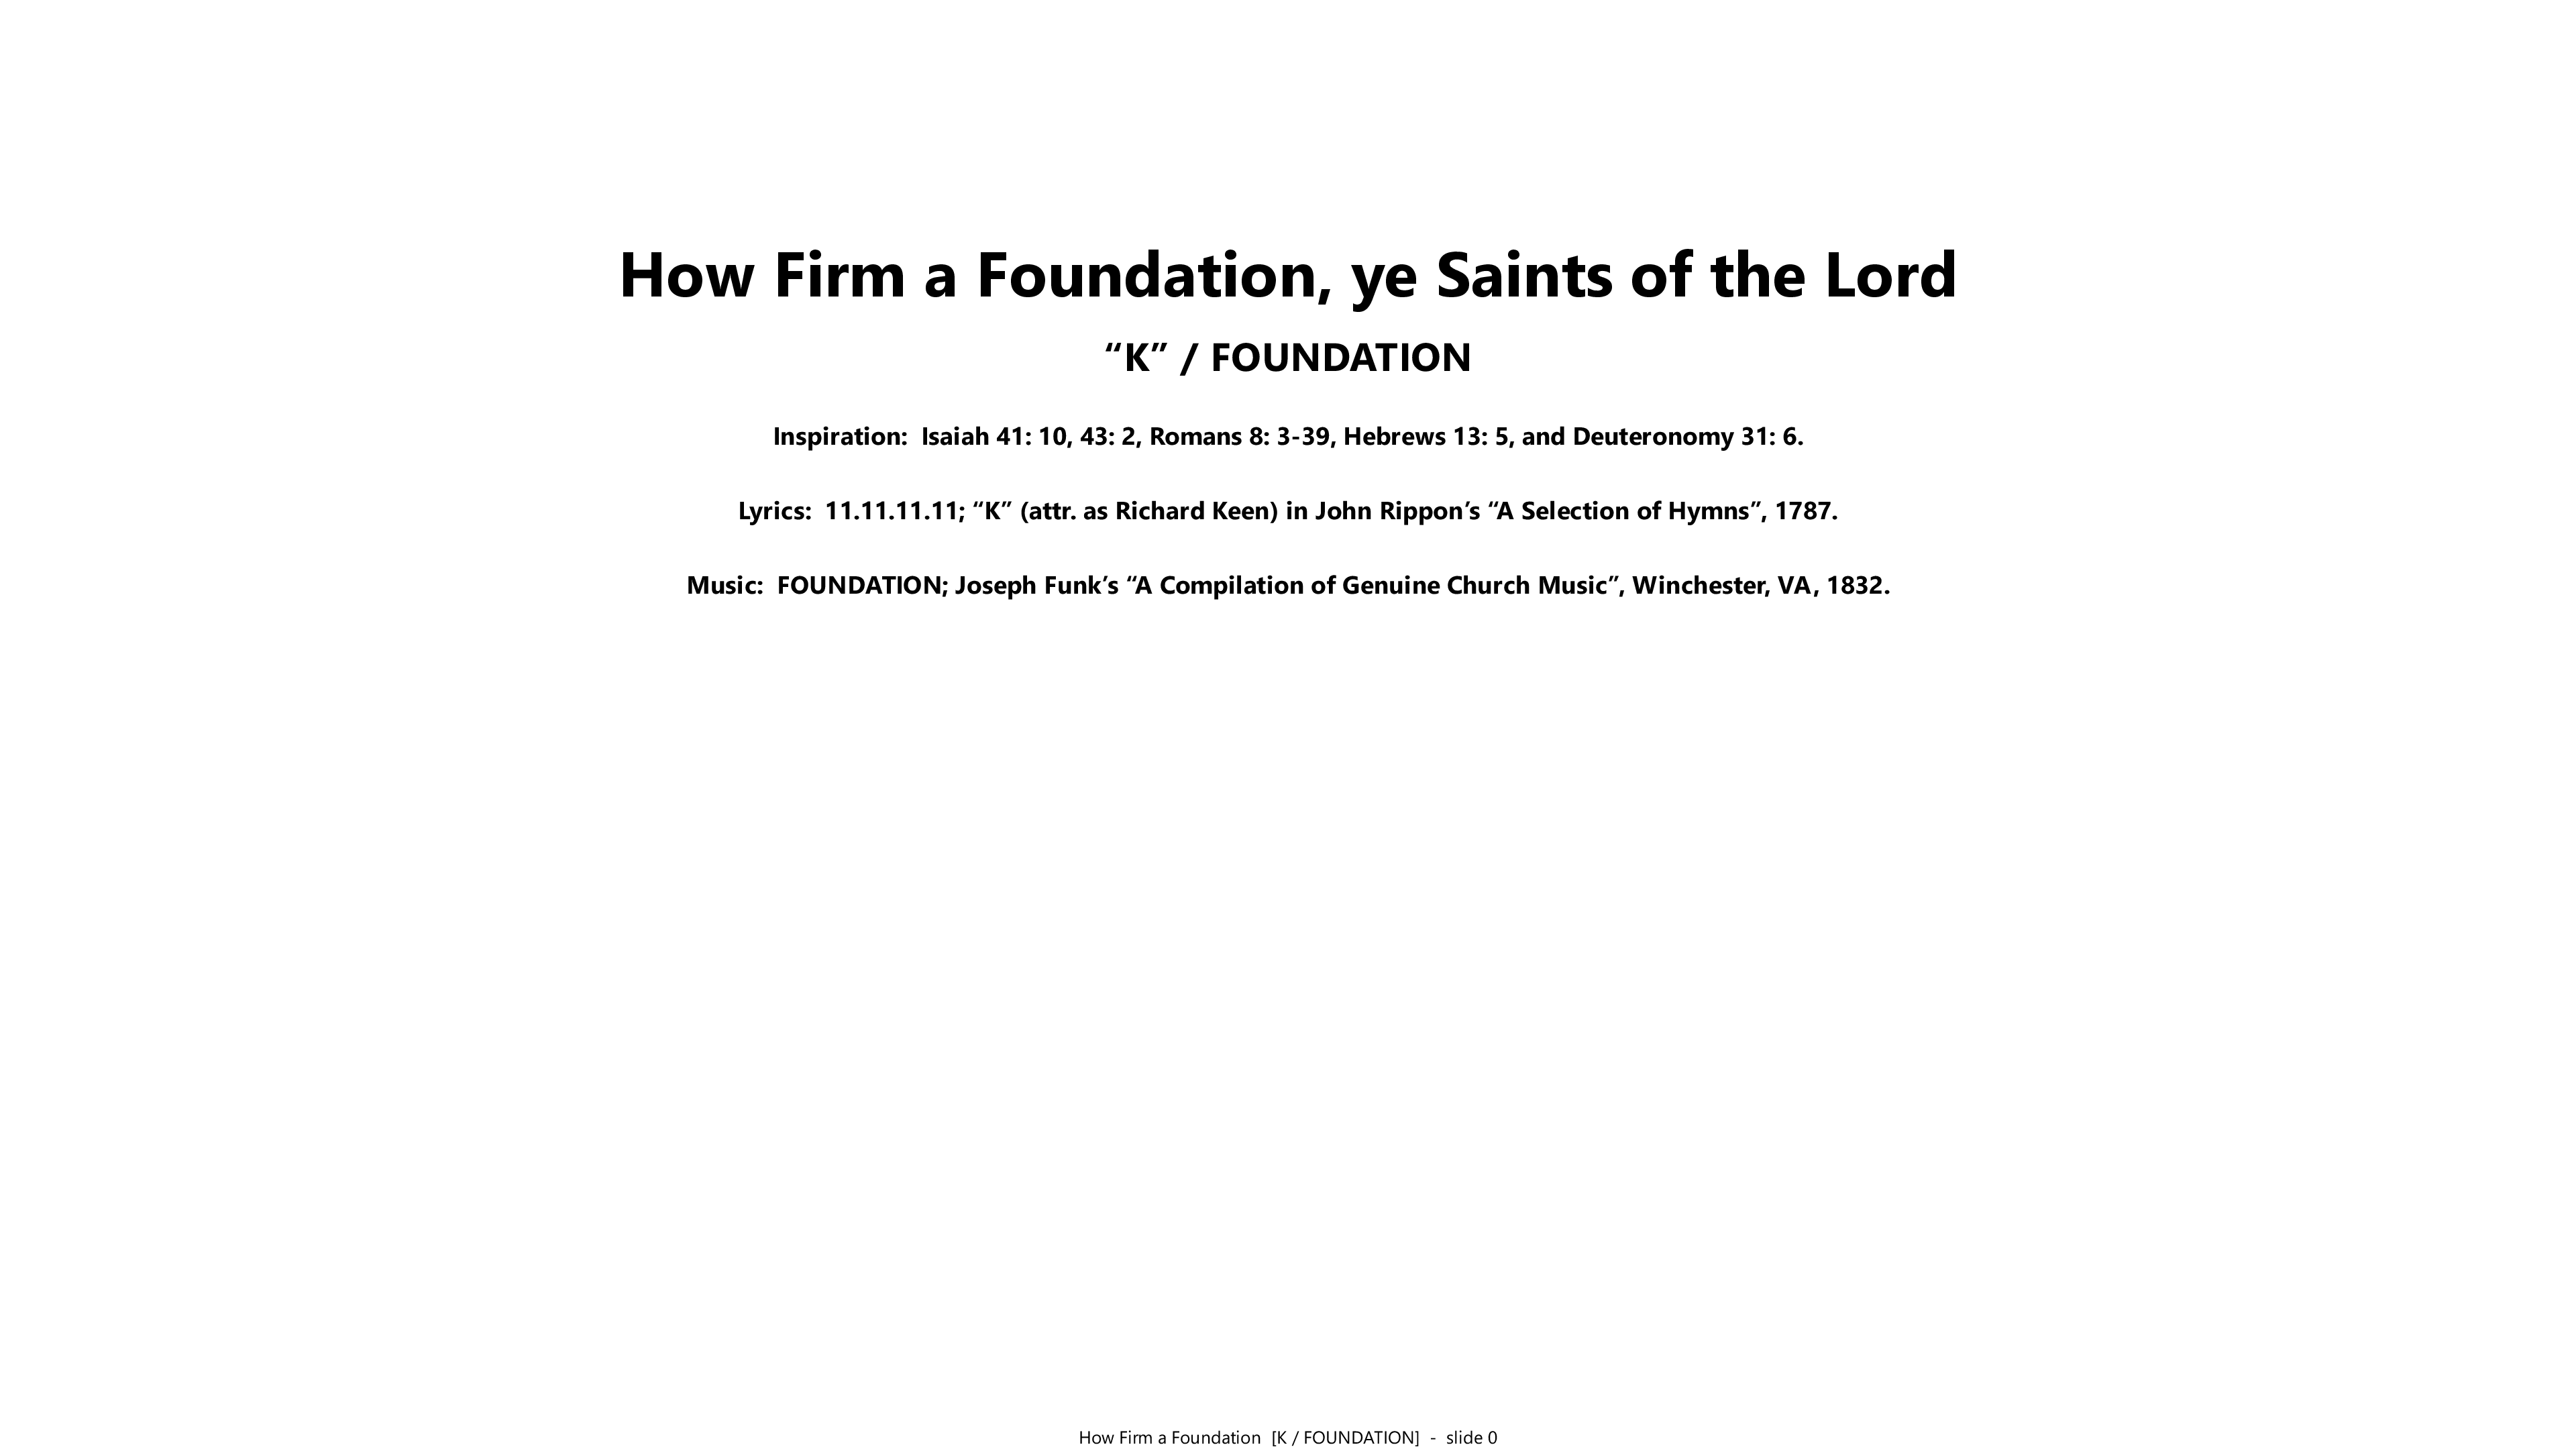 How Firm a Foundation, ye Saints of the Lord
“K” / FOUNDATION
Inspiration:  Isaiah 41: 10, 43: 2, Romans 8: 3-39, Hebrews 13: 5, and Deuteronomy 31: 6.
Lyrics:  11.11.11.11; “K” (attr. as Richard Keen) in John Rippon’s “A Selection of Hymns”, 1787.
Music:  FOUNDATION; Joseph Funk’s “A Compilation of Genuine Church Music”, Winchester, VA, 1832.
How Firm a Foundation  [K / FOUNDATION]  -  slide 0